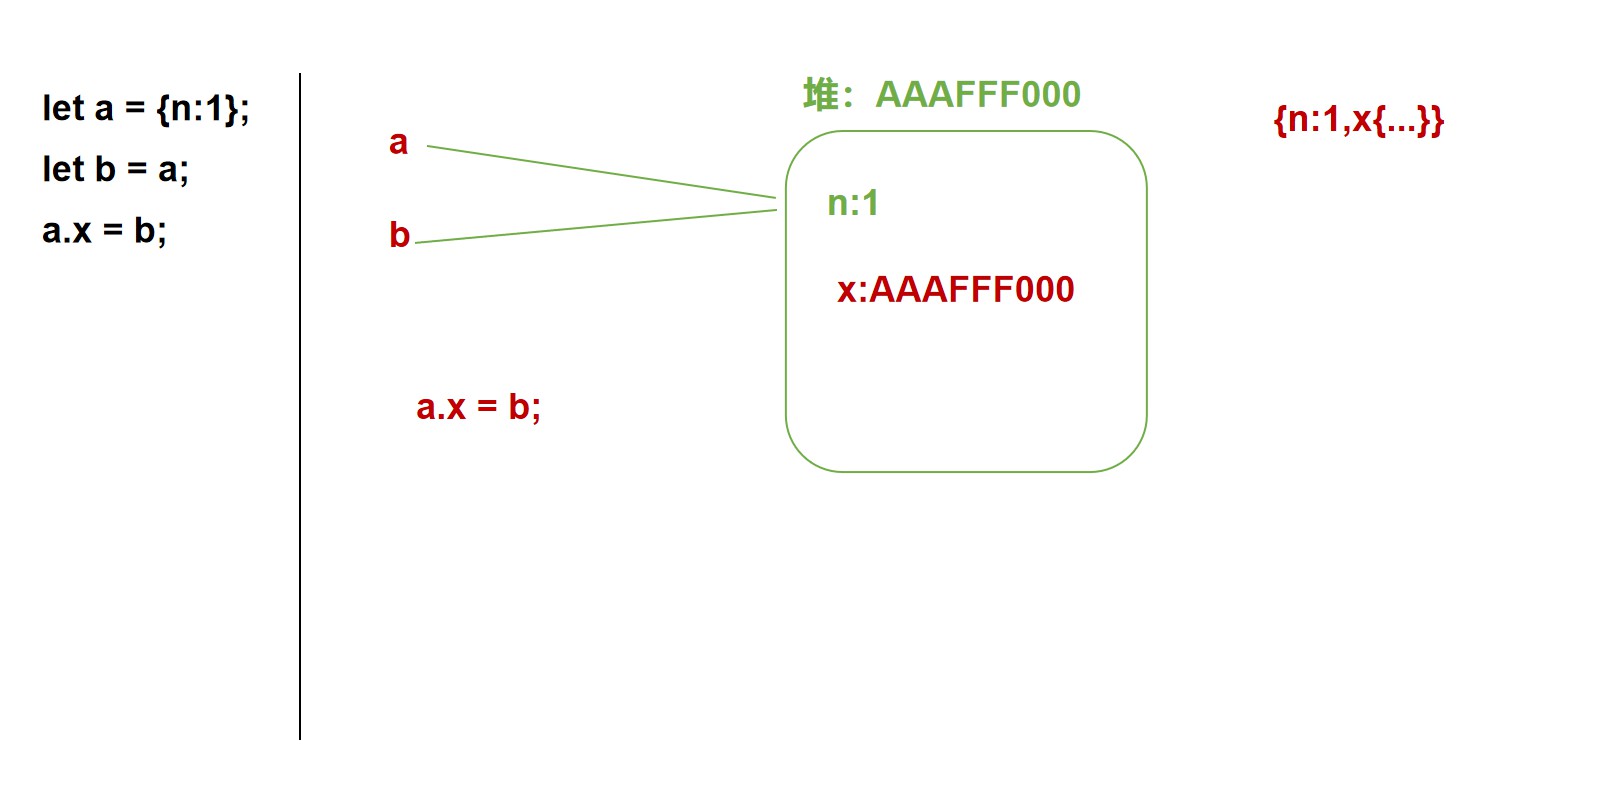 let a = {n:1};
let b = a;
a.x = b;
a
b
a.x = b;
堆：AAAFFF000
n:1
x:AAAFFF000
{n:1,x{...}}